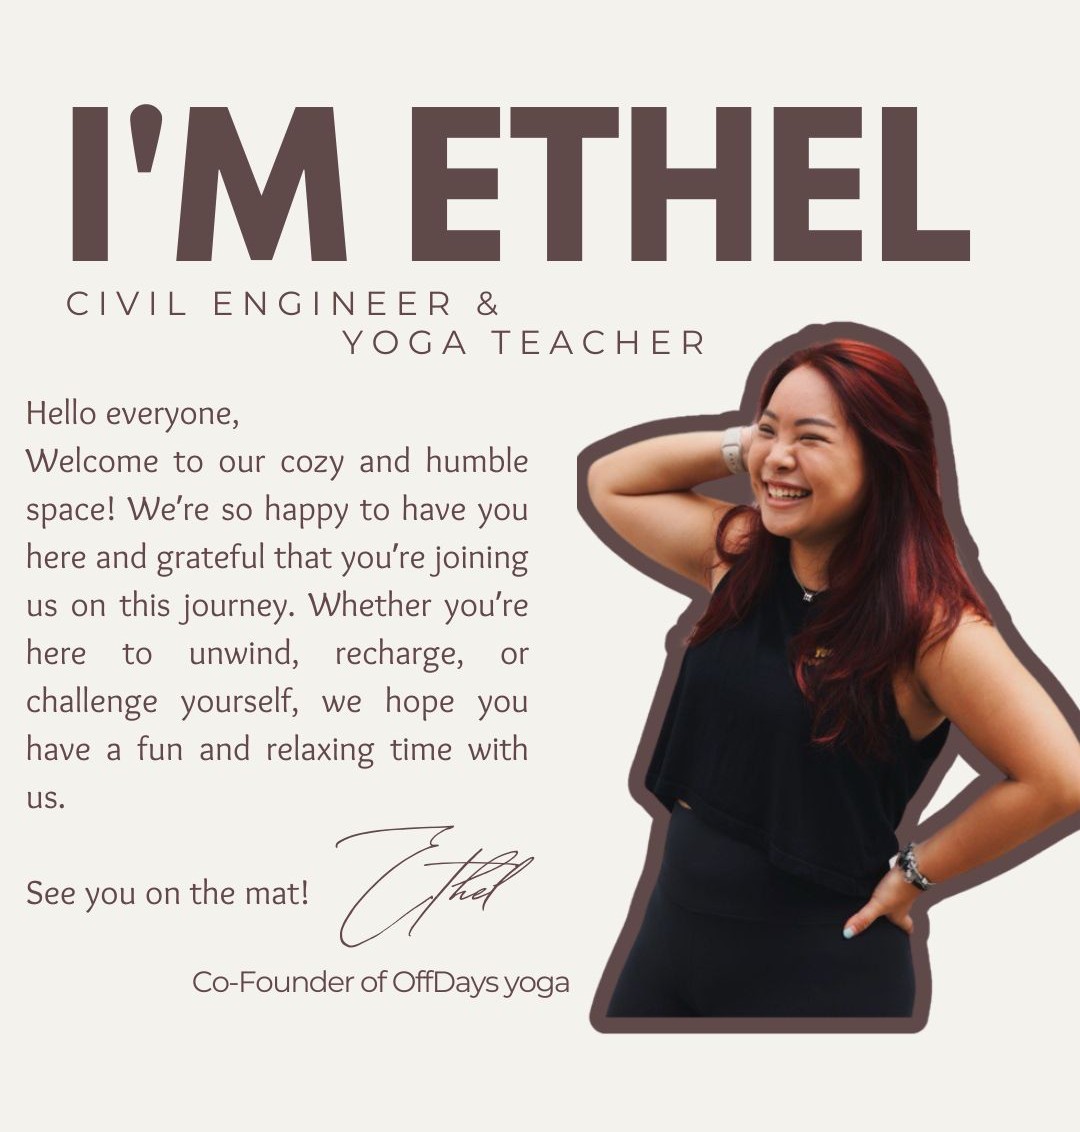 I'M ETHEL
CIVIL ENGINEER &
YOGA TEACHER
Hello everyone,
Welcome to our cozy and humble
space! We're so happy to have you
here and grateful that you're joining
us on this journey. Whether you're
here to unwind, recharge, or
challenge yourself, we hope you
have a fun and relaxing time with
us.
See you on the mat! Ethel
Co-Founder of OffDays yoga